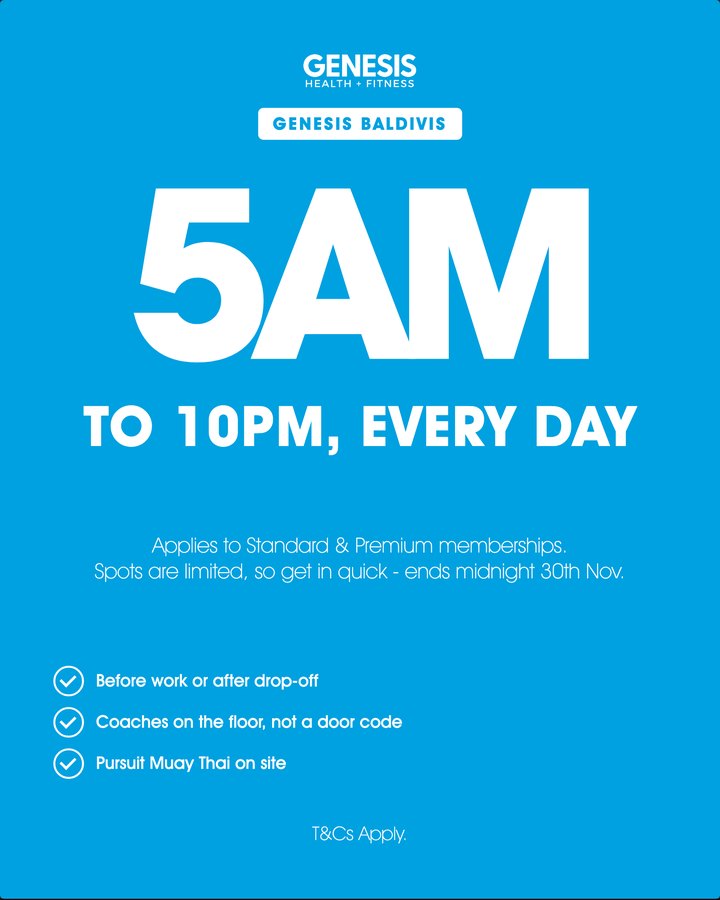 GENESIS
HEALTH + FITNESS
GENESIS BALDIVIS
5AM
TO 10PM, EVERY DAY
Applies to Standard & Premium memberships.
Spots are limited, so get in quick - ends midnight 30th Nov.
Before work or after drop-off
Coaches on the floor, not a door code
Pursuit Muay Thai on site
T&Cs Apply.